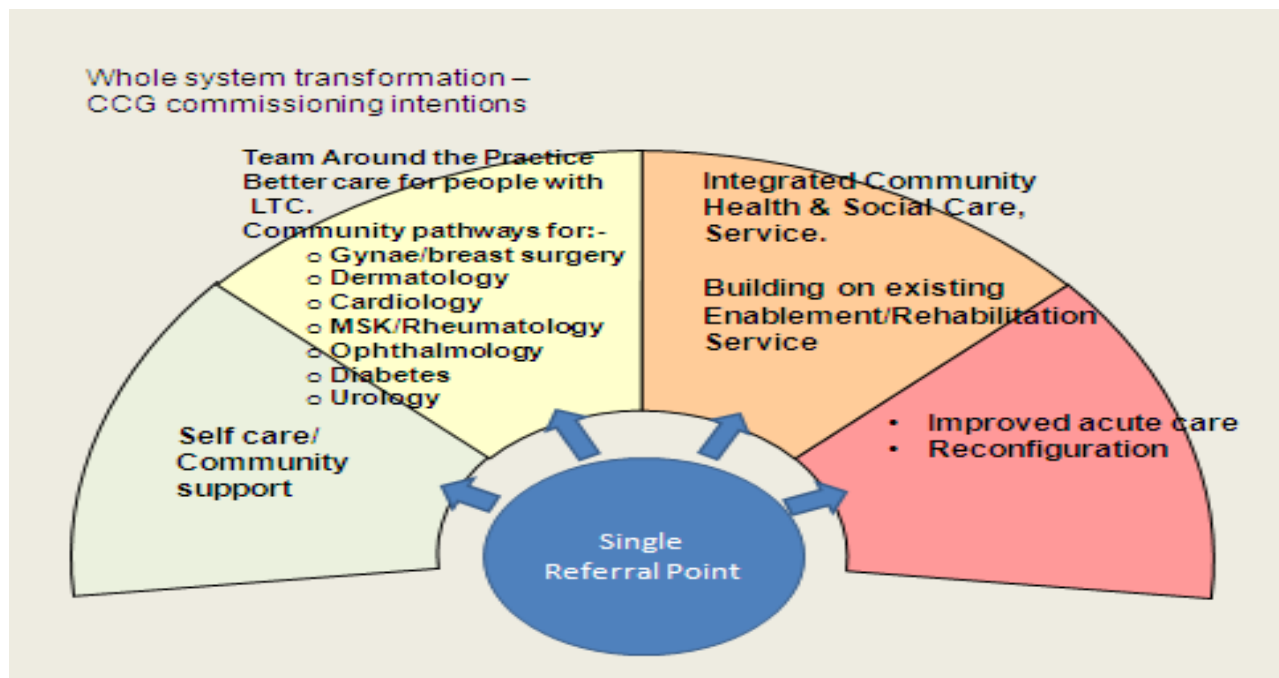 Whole system transformation –
CCG commissioning intentions
Team Around the Practice
Better care for people with
LTC.
Community pathways for:-
o Gynae/breast surgery
o Dermatology
o Cardiology
o MSK/Rheumatology
o Ophthalmology
o Diabetes
o Urology
Integrated Community
Health & Social Care,
Service.
Building on existing
Enablement/Rehabilitation
Service
Self care/
Community
support
• Improved acute care
• Reconfiguration
Single
Referral Point